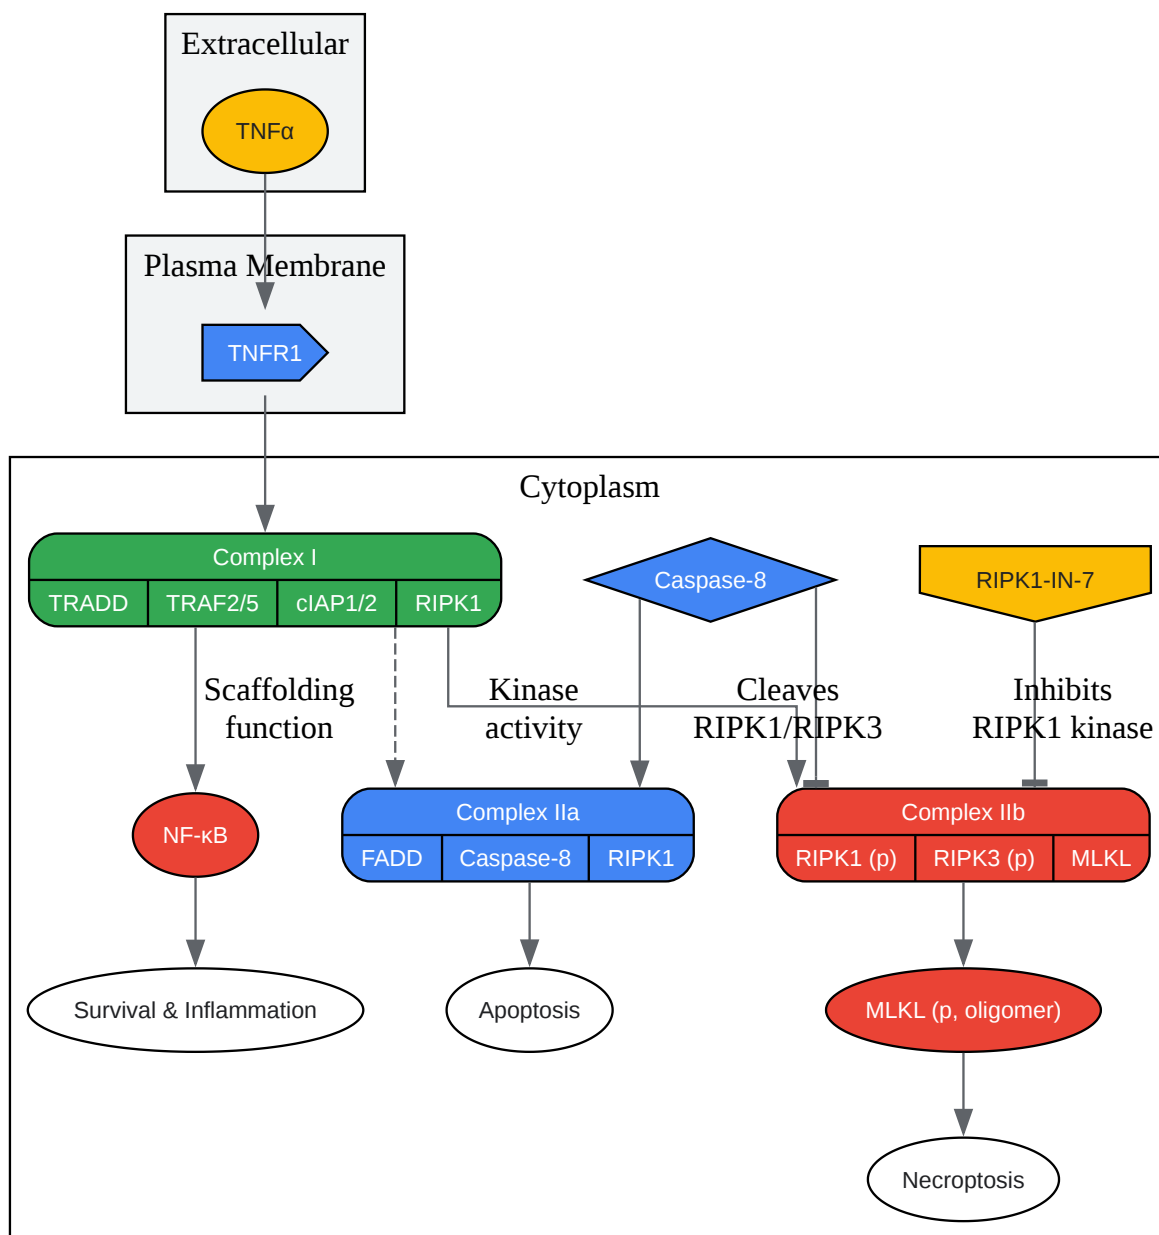 Extracellular
TNFα
Plasma Membrane
TNFR1
Cytoplasm
Complex I
TRADD
TRAF2/5
cIAP1/2
RIPK1
Caspase-8
RIPK1-IN-7
Scaffolding
function
Kinase
activity
Cleaves
RIPK1/RIPK3
Inhibits
RIPK1 kinase
NF-κB
Complex IIa
FADD
Caspase-8
RIPK1
Complex IIb
RIPK1 (p)
RIPK3 (p)
MLKL
Survival & Inflammation
Apoptosis
MLKL (p, oligomer)
Necroptosis